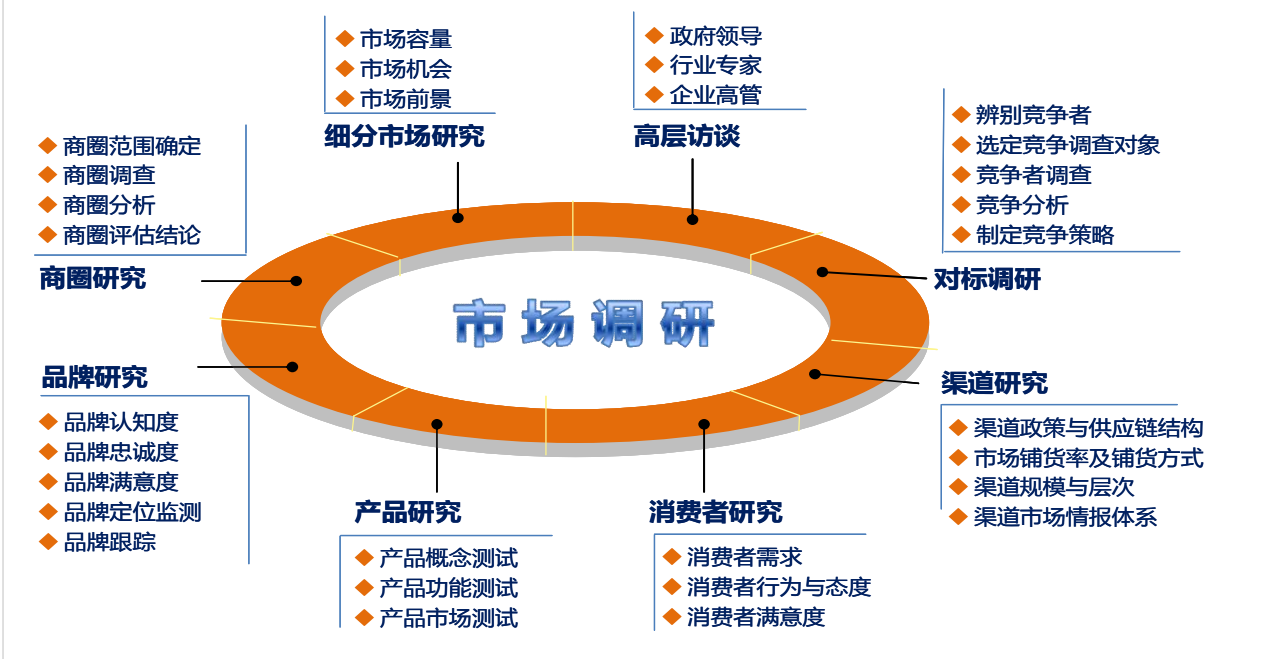 市场容量
市场机会
市场前景
细分市场研究
政府领导
行业专家
企业高管
高层访谈
辨别竞争者
选定竞争调查对象
竞争者调查
竞争分析
制定竞争策略
对标调研
商圈范围确定
商圈调查
商圈分析
商圈评估结论
商圈研究
市场调研
品牌研究
品牌认知度
品牌忠诚度
品牌满意度
品牌定位监测
品牌跟踪
渠道研究
渠道政策与供应链结构
市场铺货率及铺货方式
渠道规模与层次
渠道市场情报体系
产品研究
产品概念测试
产品功能测试
产品市场测试
消费者研究
消费者需求
消费者行为与态度
消费者满意度